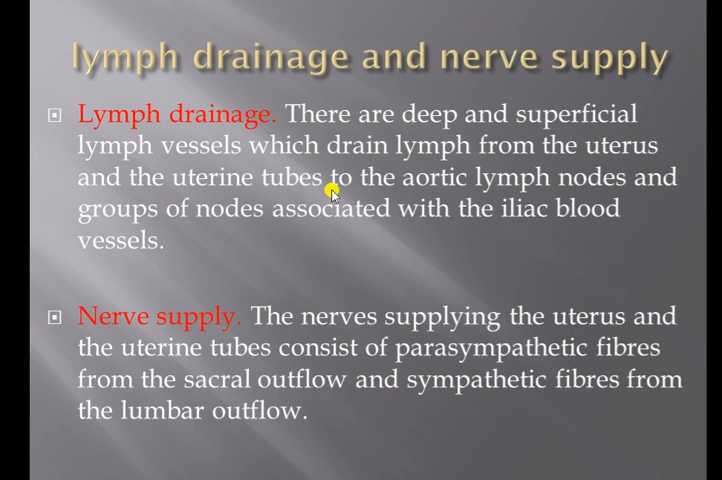 lymph drainage and nerve supply
Lymph drainage. There are deep and superficial
lymph vessels which drain lymph from the uterus
and the uterine tubes to the aortic lymph nodes and
groups of nodes associated with the iliac blood
vessels.
Nerve supply. The nerves supplying the uterus and
the uterine tubes consist of parasympathetic fibres
from the sacral outflow and sympathetic fibres from
the lumbar outflow.